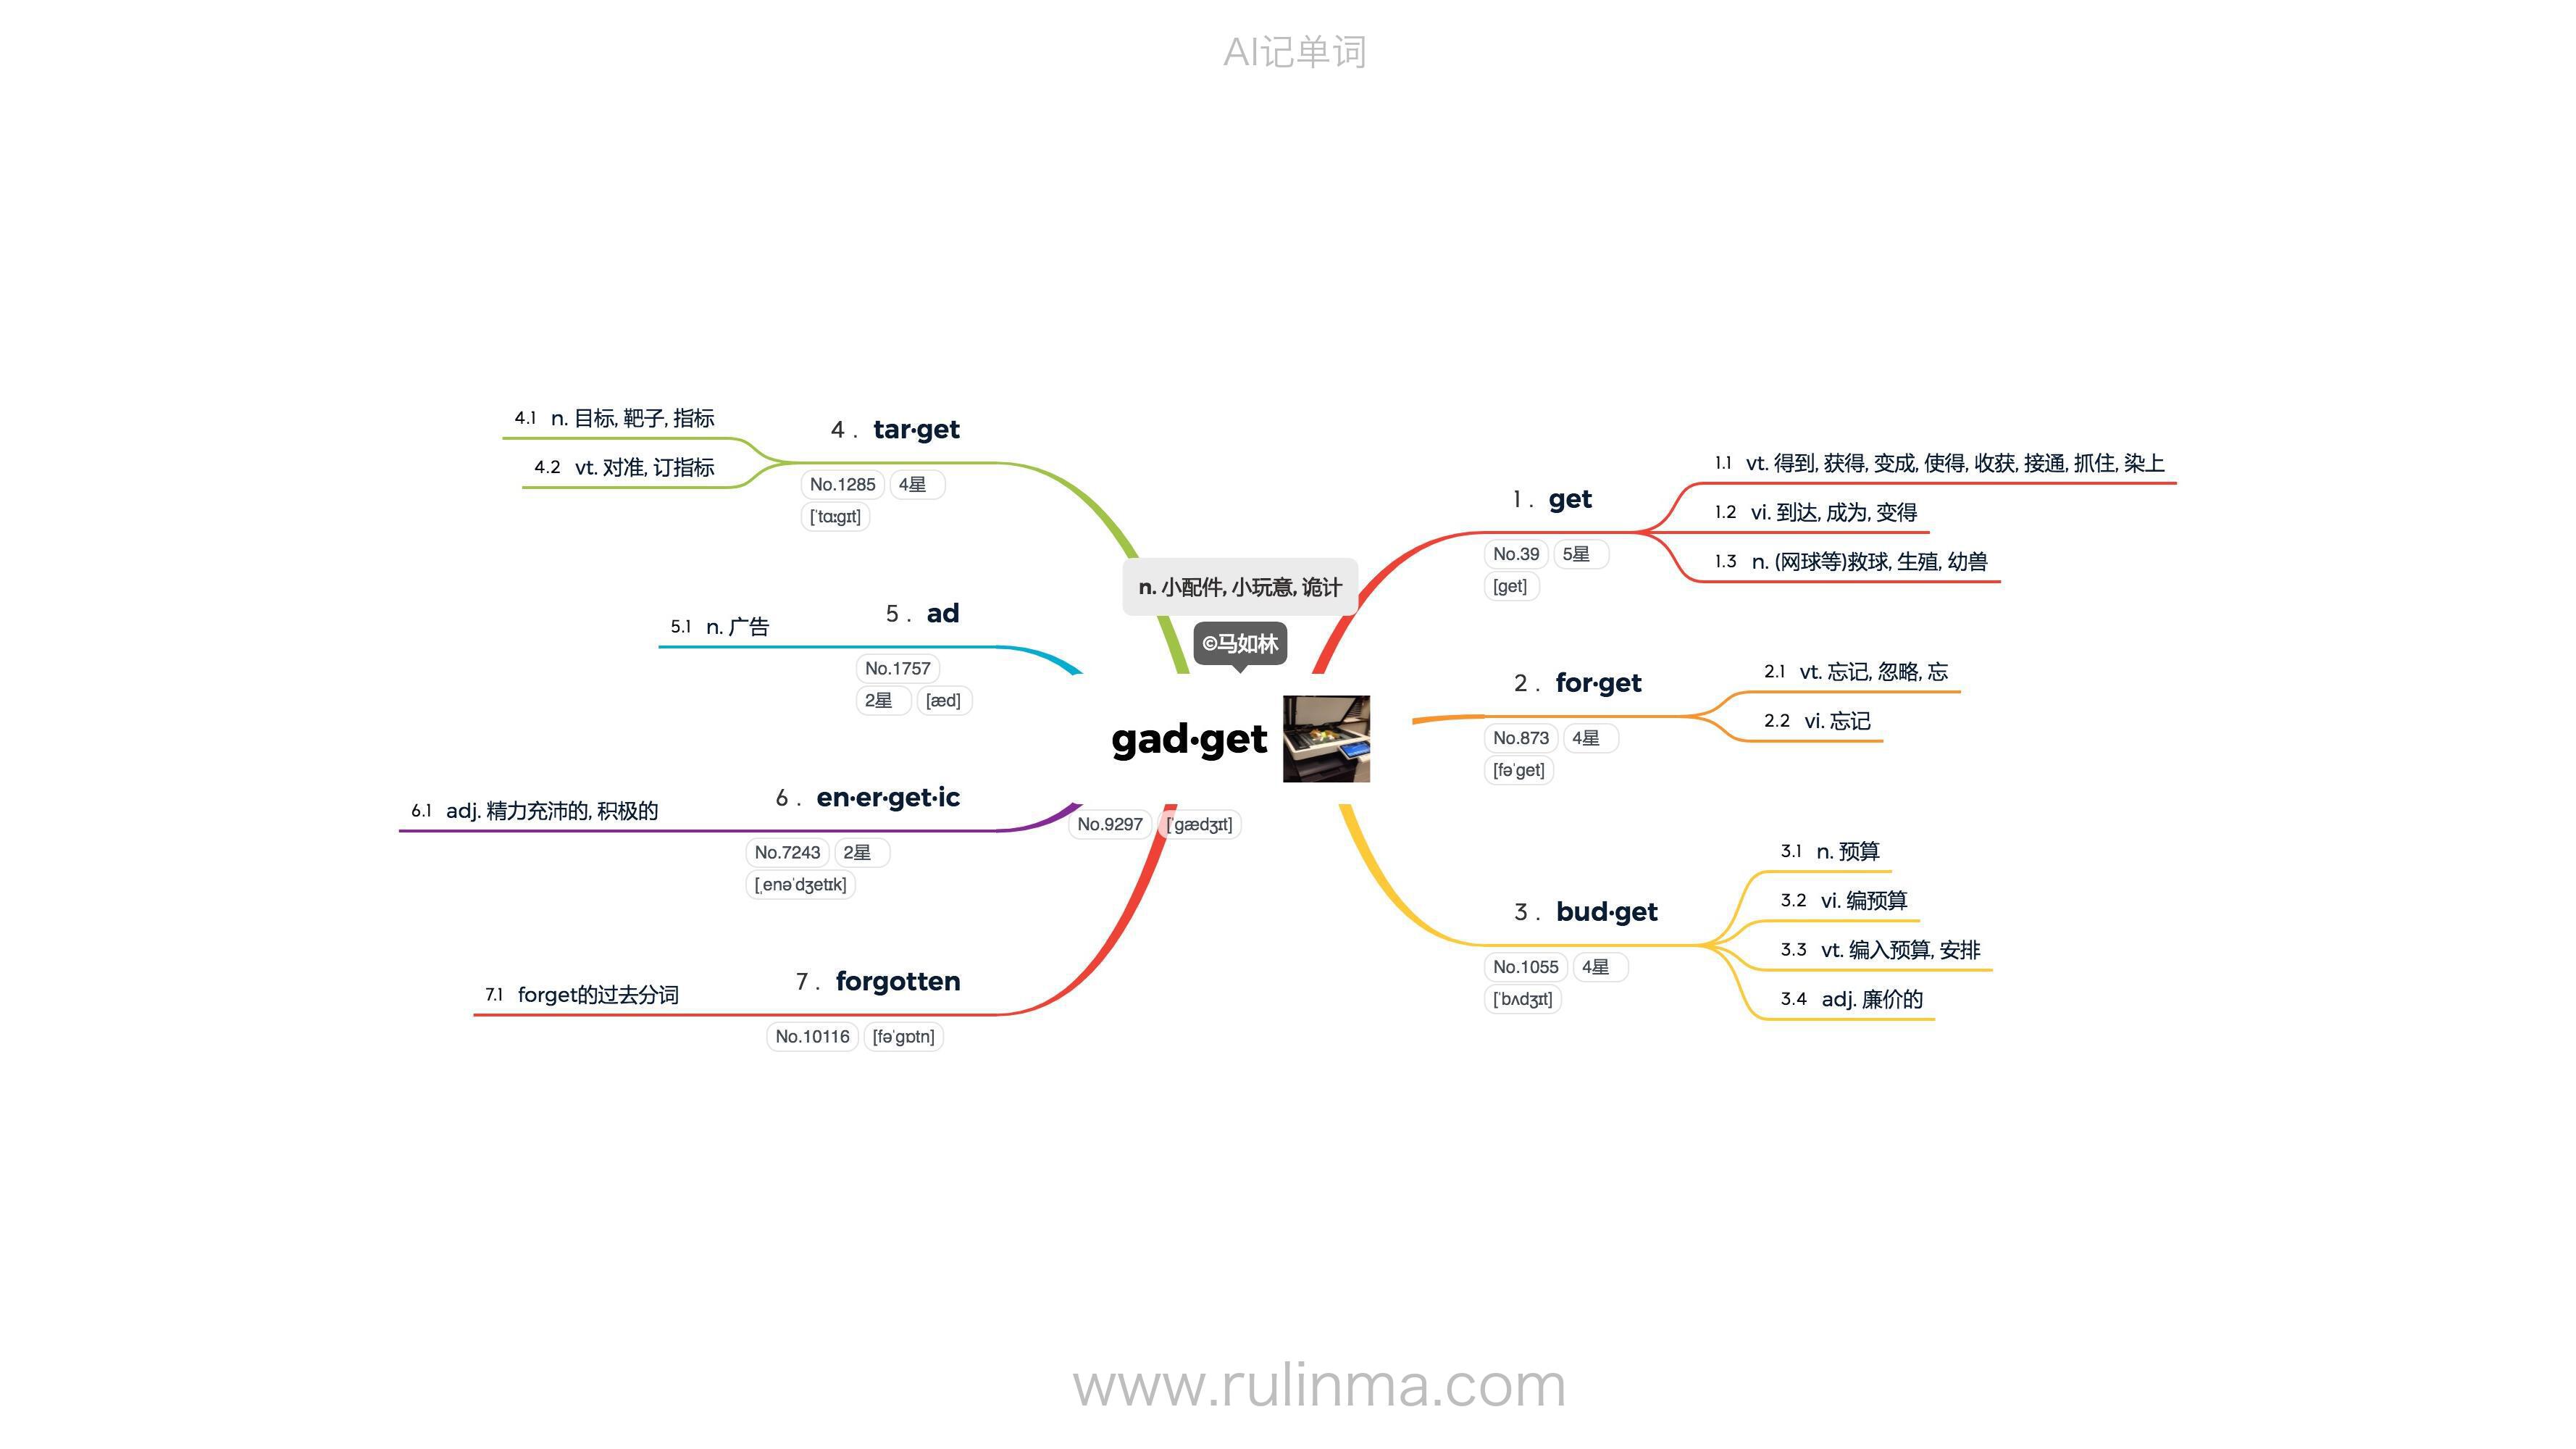 AI记单词
n. 小配件, 小玩意, 诡计
©马如林
gad·get
No.9297 [ˈgædʒɪt]
1. get
No.39 5星
[get]
1.1 vt. 得到, 获得, 变成, 使得, 收获, 接通, 抓住, 染上
1.2 vi. 到达, 成为, 变得
1.3 n. (网球等)救球, 生殖, 幼兽
2. for·get
No.873 4星
[fəˈget]
2.1 vt. 忘记, 忽略, 忘
2.2 vi. 忘记
3. bud·get
No.1055 4星
[ˈbʌdʒɪt]
3.1 n. 预算
3.2 vi. 编预算
3.3 vt. 编入预算, 安排
3.4 adj. 廉价的
4. tar·get
No.1285 4星
[ˈtɑːgɪt]
4.1 n. 目标, 靶子, 指标
4.2 vt. 对准, 订指标
5. ad
No.1757
2星 [æd]
5.1 n. 广告
6. en·er·get·ic
No.7243 2星
[ˌenəˈdʒetɪk]
6.1 adj. 精力充沛的, 积极的
7. forgotten
No.10116 [fəˈgɒtn]
7.1 forget的过去分词
www.rulinma.com